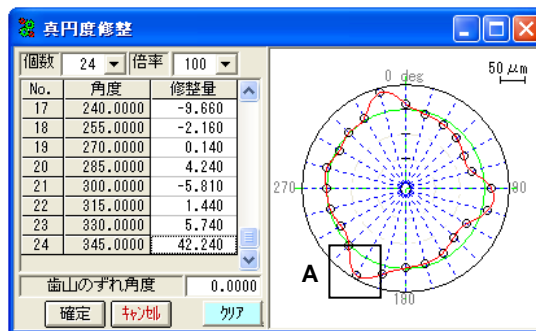 真円度修整
個数 24 倍率 100
No. 角度 修整量
17 240.0000 -9.660
18 255.0000 -2.160
19 270.0000 0.140
20 285.0000 4.240
21 300.0000 -5.810
22 315.0000 1.440
23 330.0000 5.740
24 345.0000 42.240
歯山のずれ角度 0.0000
確定 キャンセル クリア
0 deg
50 μm
270
90
180
A